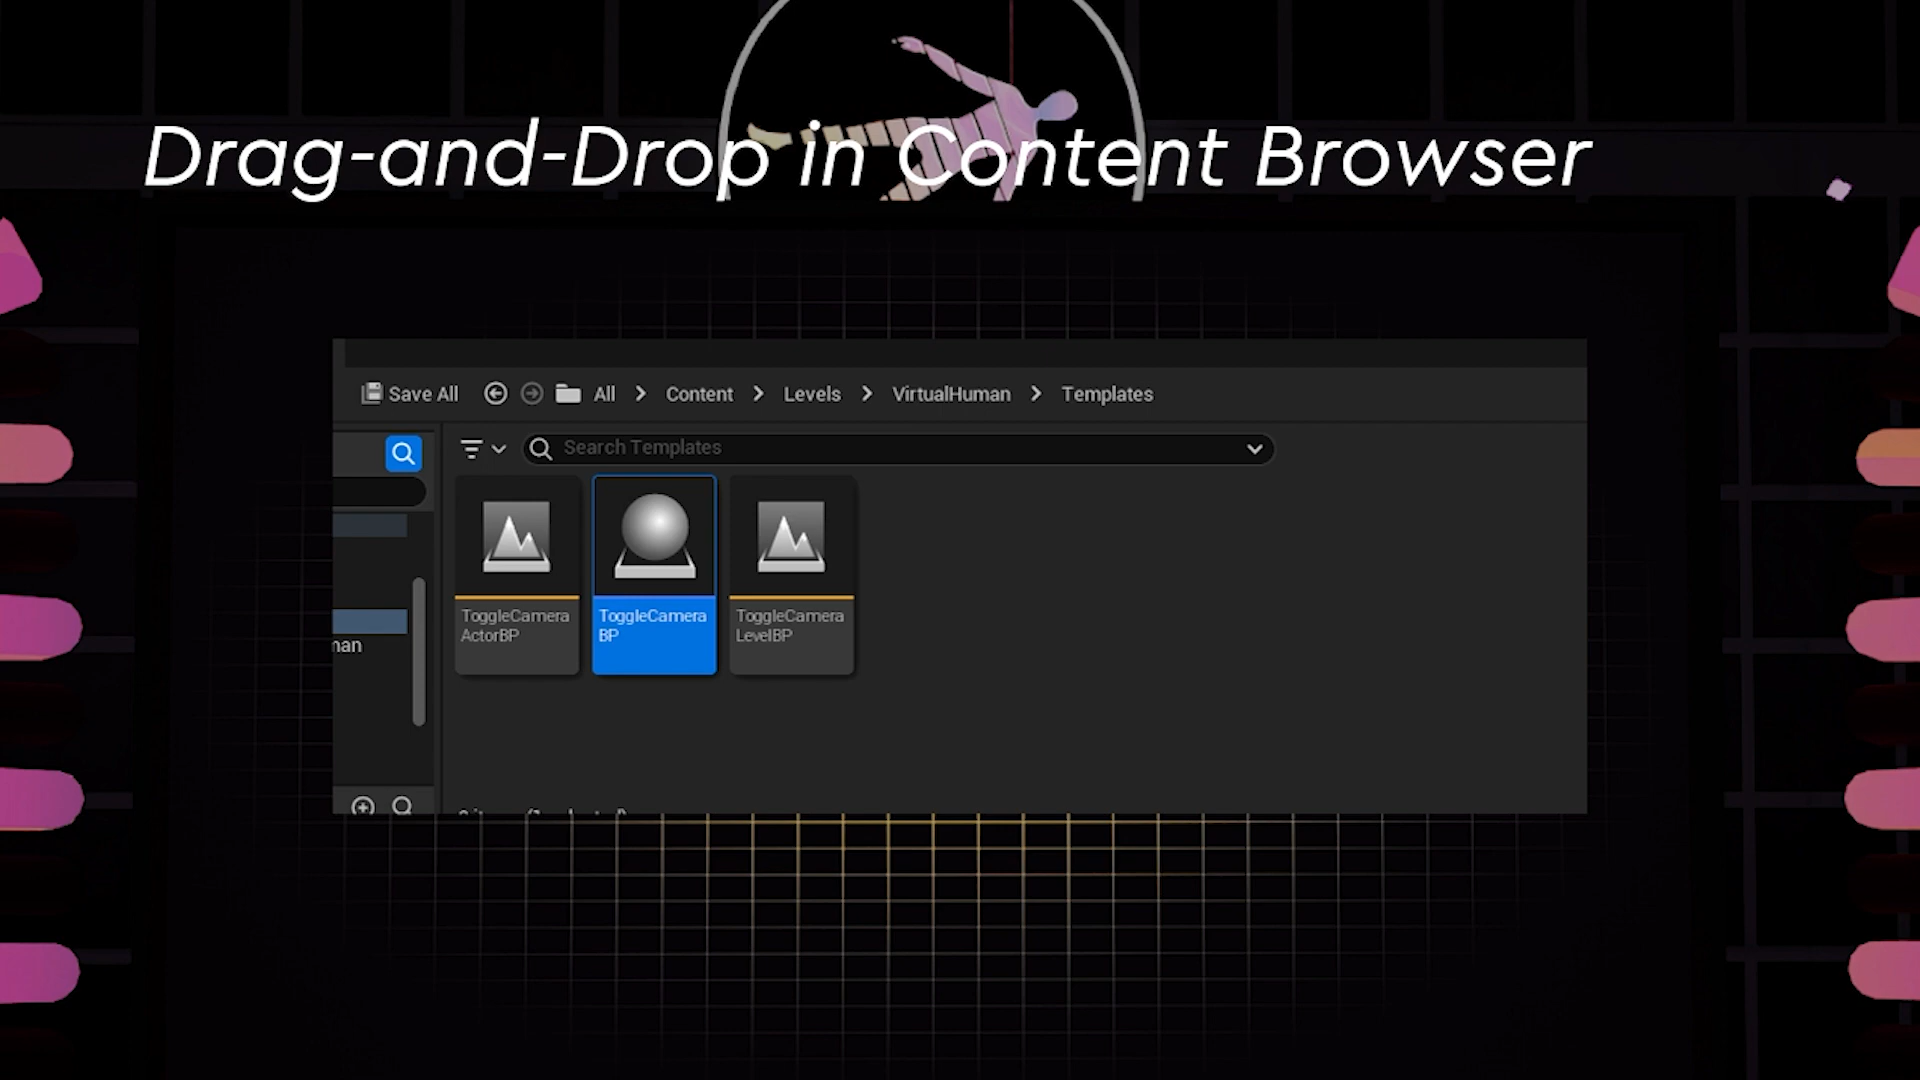 Drag-and-Drop in Content Browser
Save All
All > Content > Levels > VirtualHuman > Templates
Search Templates
ToggleCamera
ActorBP
ToggleCamera
BP
ToggleCamera
LevelBP